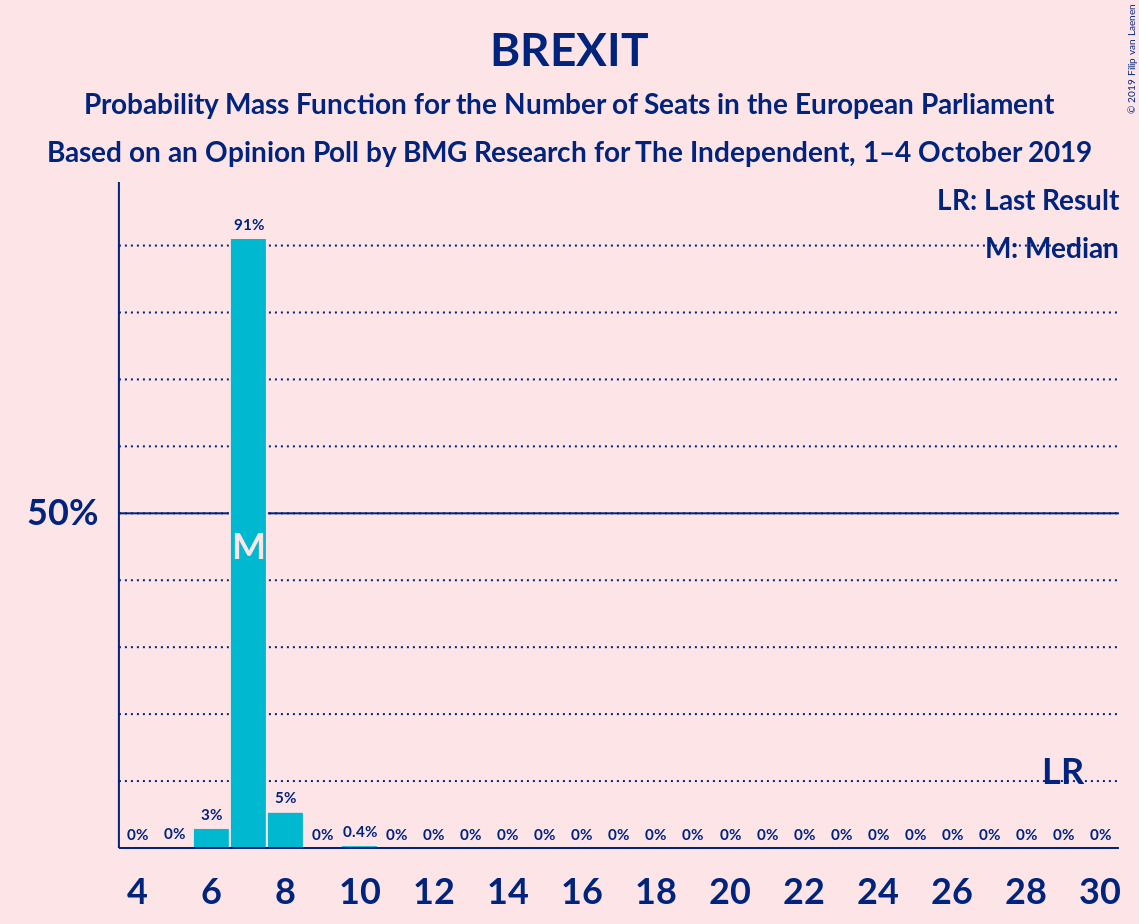 BREXIT
Probability Mass Function for the Number of Seats in the European Parliament
Based on an Opinion Poll by BMG Research for The Independent, 1–4 October 2019
© 2019 Filip van Laenen
LR: Last Result
M: Median
91%
50%
M
LR
3%
5%
0% 0% 0% 0.4% 0% 0% 0% 0% 0% 0% 0% 0% 0% 0% 0% 0% 0% 0% 0% 0% 0% 0% 0% 0%
4 6 8 10 12 14 16 18 20 22 24 26 28 30